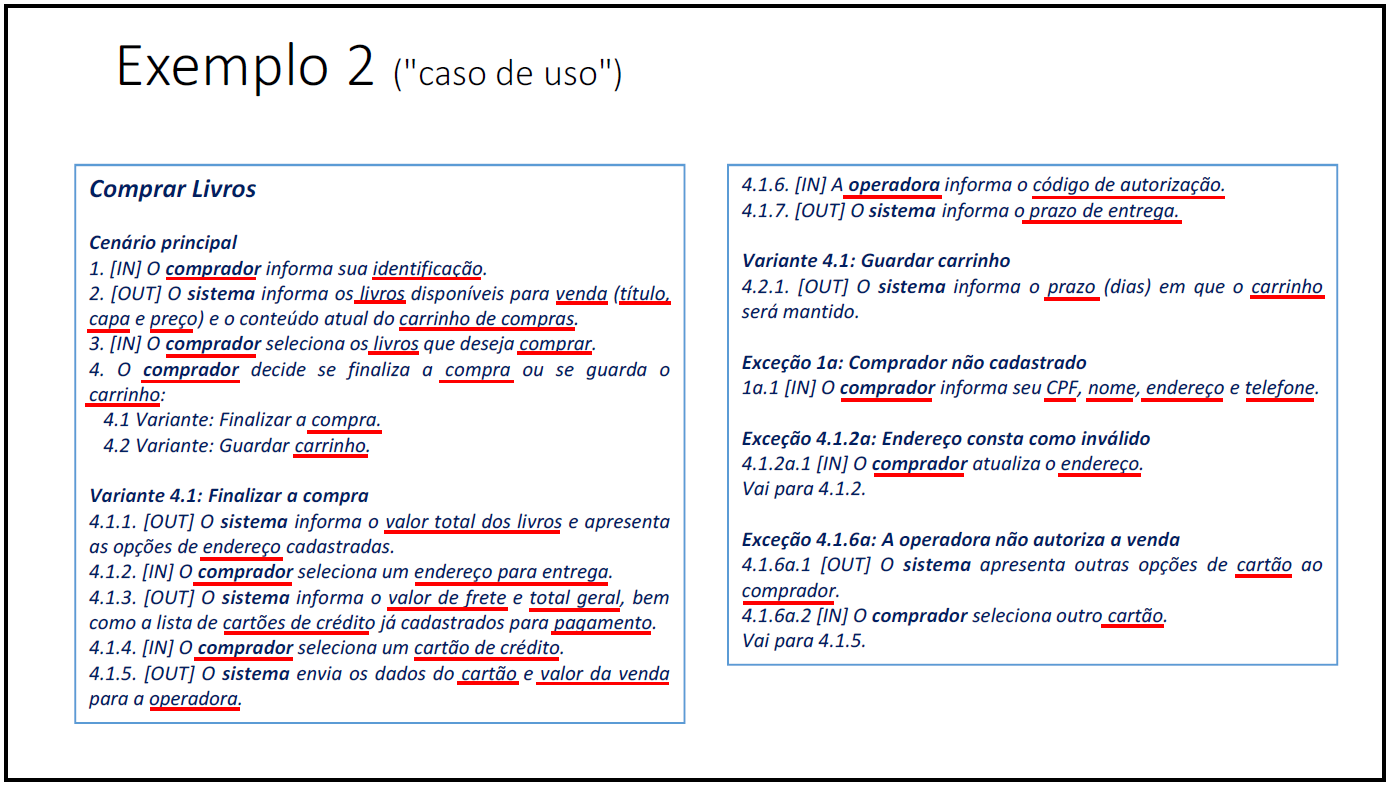 Exemplo 2 ("caso de uso")
Comprar Livros
Cenário principal
1. [IN] O comprador informa sua identificação.
2. [OUT] O sistema informa os livros disponíveis para venda (título,
capa e preço) e o conteúdo atual do carrinho de compras.
3. [IN] O comprador seleciona os livros que deseja comprar.
4. O comprador decide se finaliza a compra ou se guarda o
carrinho:
4.1 Variante: Finalizar a compra.
4.2 Variante: Guardar carrinho.
Variante 4.1: Finalizar a compra
4.1.1. [OUT] O sistema informa o valor total dos livros e apresenta
as opções de endereço cadastradas.
4.1.2. [IN] O comprador seleciona um endereço para entrega.
4.1.3. [OUT] O sistema informa o valor de frete e total geral, bem
como a lista de cartões de crédito já cadastrados para pagamento.
4.1.4. [IN] O comprador seleciona um cartão de crédito.
4.1.5. [OUT] O sistema envia os dados do cartão e valor da venda
para a operadora.
4.1.6. [IN] A operadora informa o código de autorização.
4.1.7. [OUT] O sistema informa o prazo de entrega.
Variante 4.1: Guardar carrinho
4.2.1. [OUT] O sistema informa o prazo (dias) em que o carrinho
será mantido.
Exceção 1a: Comprador não cadastrado
1a.1 [IN] O comprador informa seu CPF, nome, endereço e telefone.
Exceção 4.1.2a: Endereço consta como inválido
4.1.2a.1 [IN] O comprador atualiza o endereço.
Vai para 4.1.2.
Exceção 4.1.6a: A operadora não autoriza a venda
4.1.6a.1 [OUT] O sistema apresenta outras opções de cartão ao
comprador.
4.1.6a.2 [IN] O comprador seleciona outro cartão.
Vai para 4.1.5.